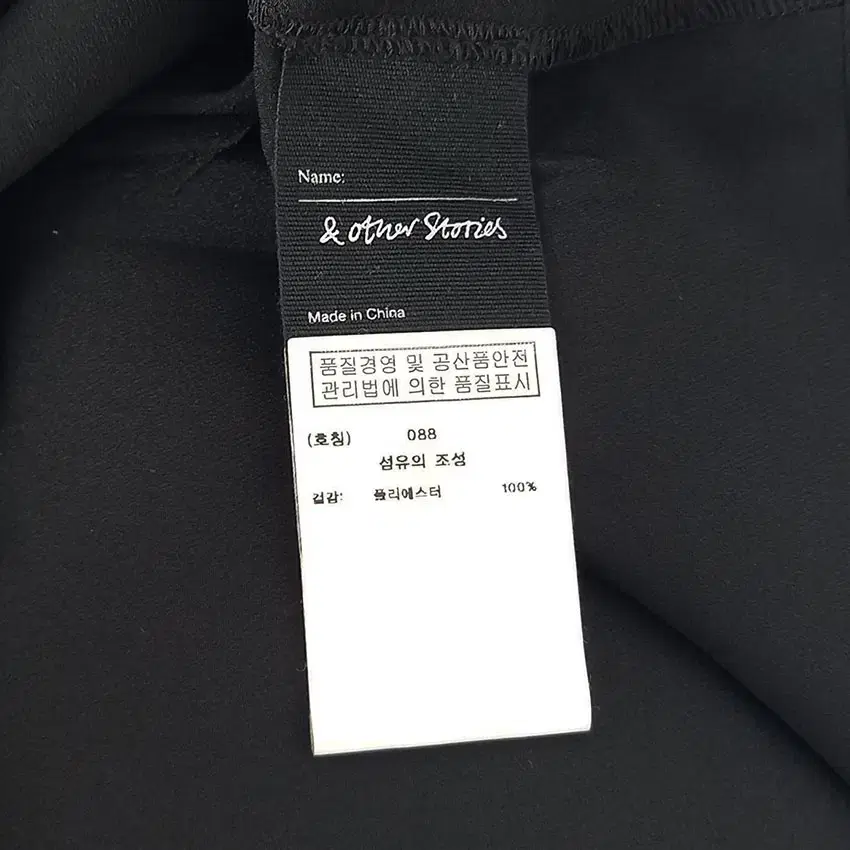 Name:
& other Stories
Made in China
품질경영 및 공산품안전
관리법에 의한 품질표시
(호칭) 088
섬유의 조성
겉감: 폴리에스터 100%